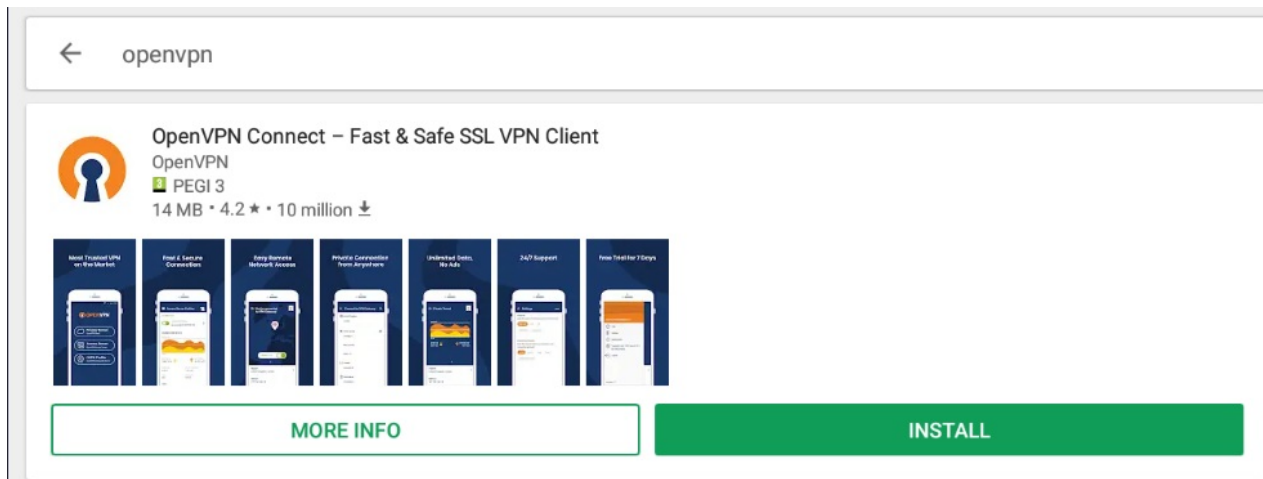 openvpn
OpenVPN Connect – Fast & Safe SSL VPN Client
OpenVPN
3 PEGI 3
14 MB • 4.2 ★ • 10 million
Most Trusted VPN
on the Market
Fast & Secure
Connection
Easy Remote
Network Access
Private Connection
from Anywhere
Unlimited Data,
No Ads
24/7 Support
Free Trial for 7 Days
OPENVPN
MORE INFO
INSTALL